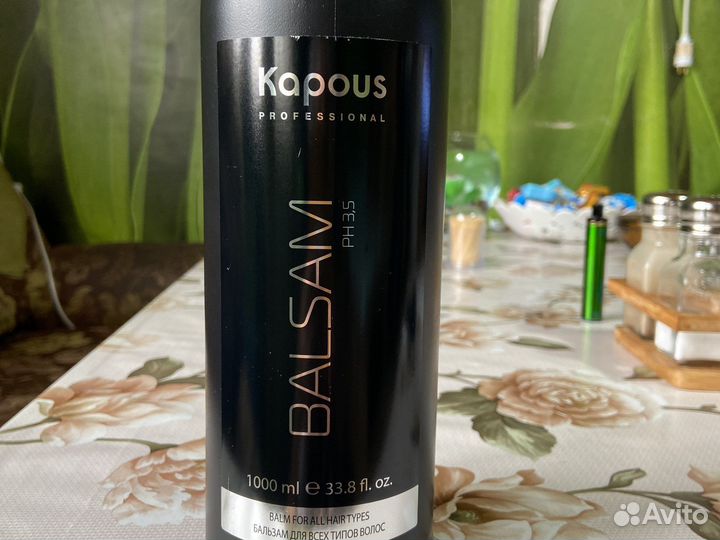 Kapous
PROFESSIONAL
BALSAM
PH 3,5
1000 ml ℮ 33.8 fl. oz.
BALM FOR ALL HAIR TYPES
БАЛЬЗАМ ДЛЯ ВСЕХ ТИПОВ ВОЛОС
Avito